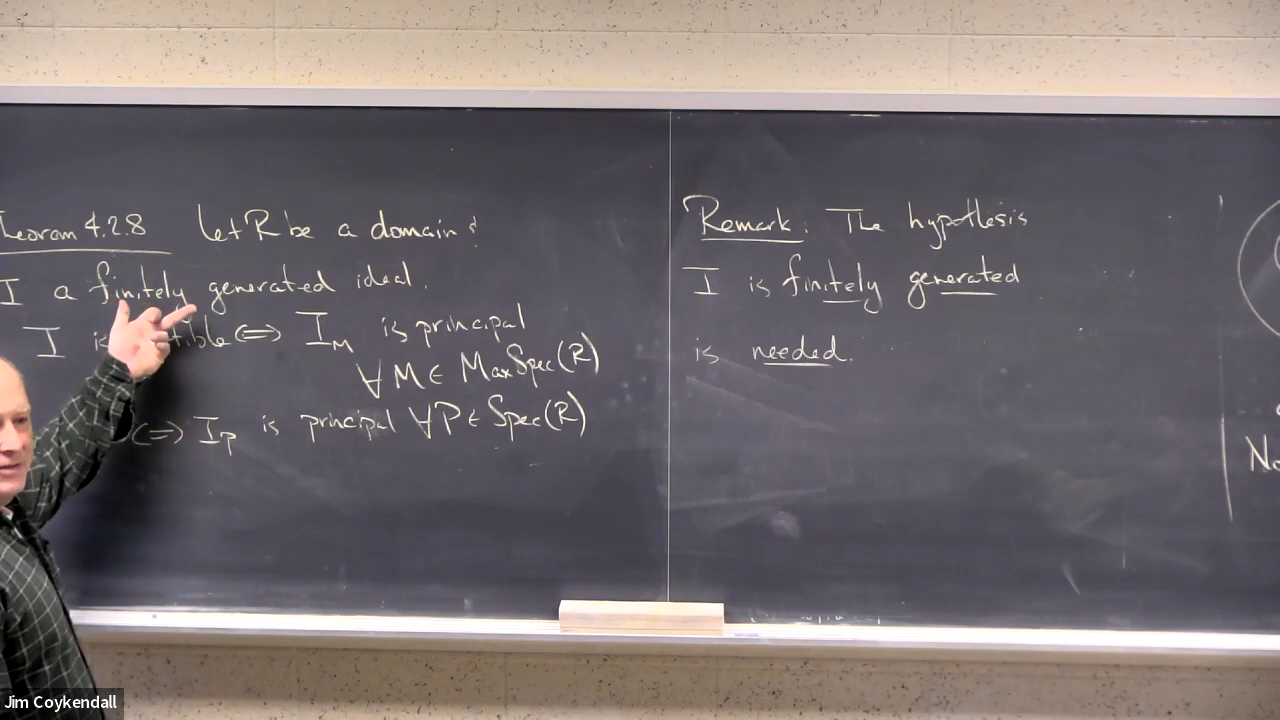 Theorem 4.2.8 Let R be a domain &
I a finitely generated ideal.
I is ⟺ I_M is principal
∀M ∈ MaxSpec(R)
⟺ I_P is principal ∀P ∈ Spec(R)
Remark: The hypothesis
I is finitely generated
is needed.
Jim Coykendall